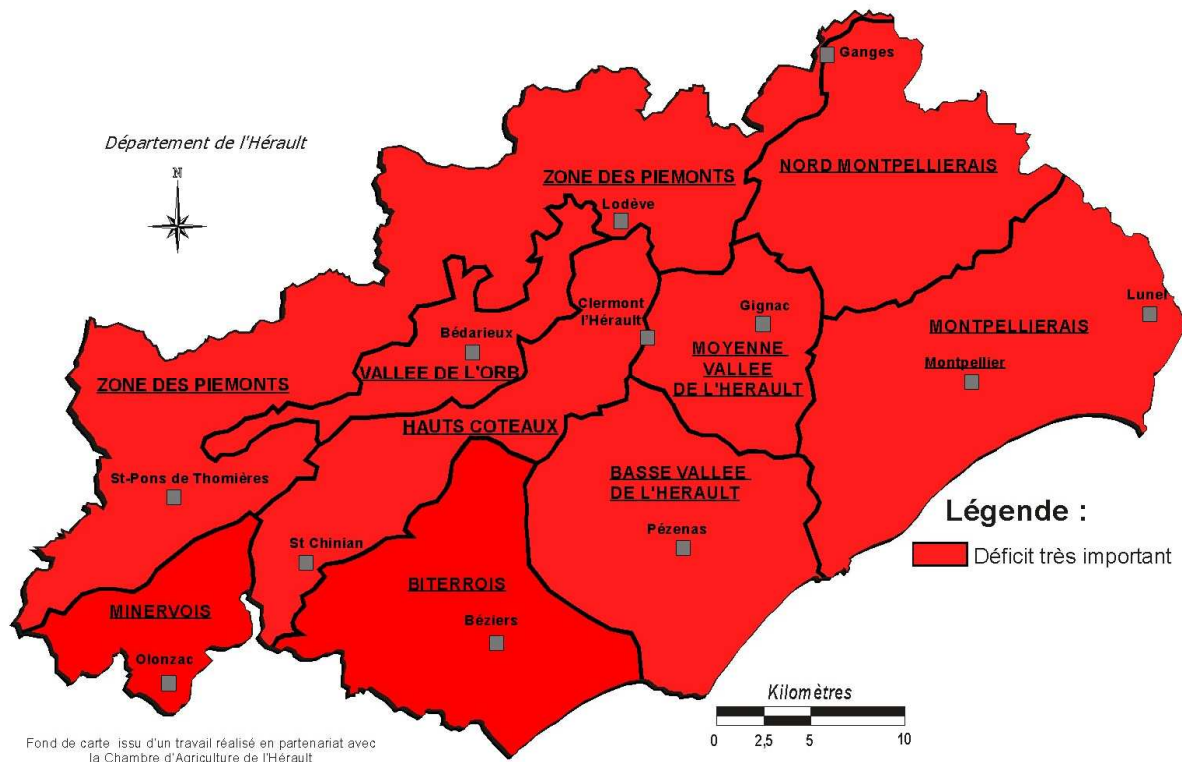 Ganges
Département de l'Hérault
N
NORD MONTPELLIERAIS
ZONE DES PIEMONTS
Lodève
Clermont
l'Hérault
Gignac
Lunel
MONTPELLIERAIS
Bédarieux
MOYENNE
VALLEE
DE L'HERAULT
Montpellier
VALLEE DE L'ORB
ZONE DES PIEMONTS
HAUTS COTEAUX
BASSE VALLEE
DE L'HERAULT
St-Pons de Thomières
Légende :
Pézenas
St Chinian
Déficit très important
BITERROIS
MINERVOIS
Béziers
Olonzac
Kilomètres
0 2,5 5 10
Fond de carte issu d'un travail réalisé en partenariat avec
la Chambre d'Agriculture de l'Hérault